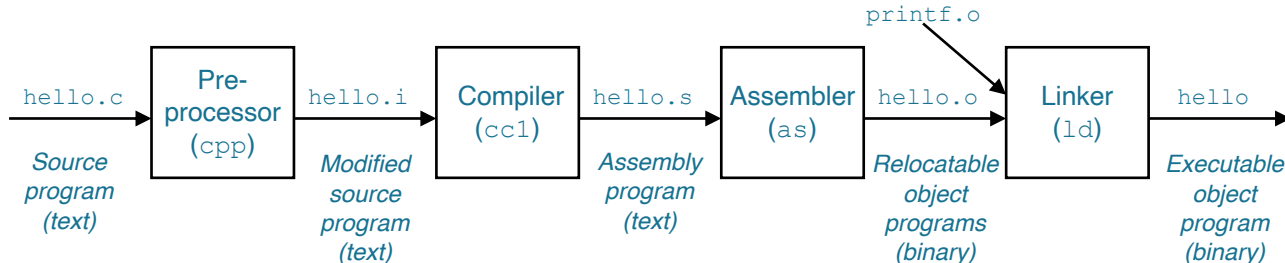 printf.o
hello.c
Pre-
processor
(cpp)
hello.i
Compiler
(cc1)
hello.s
Assembler
(as)
hello.o
Linker
(ld)
hello
Source
program
(text)
Modified
source
program
(text)
Assembly
program
(text)
Relocatable
object
programs
(binary)
Executable
object
program
(binary)